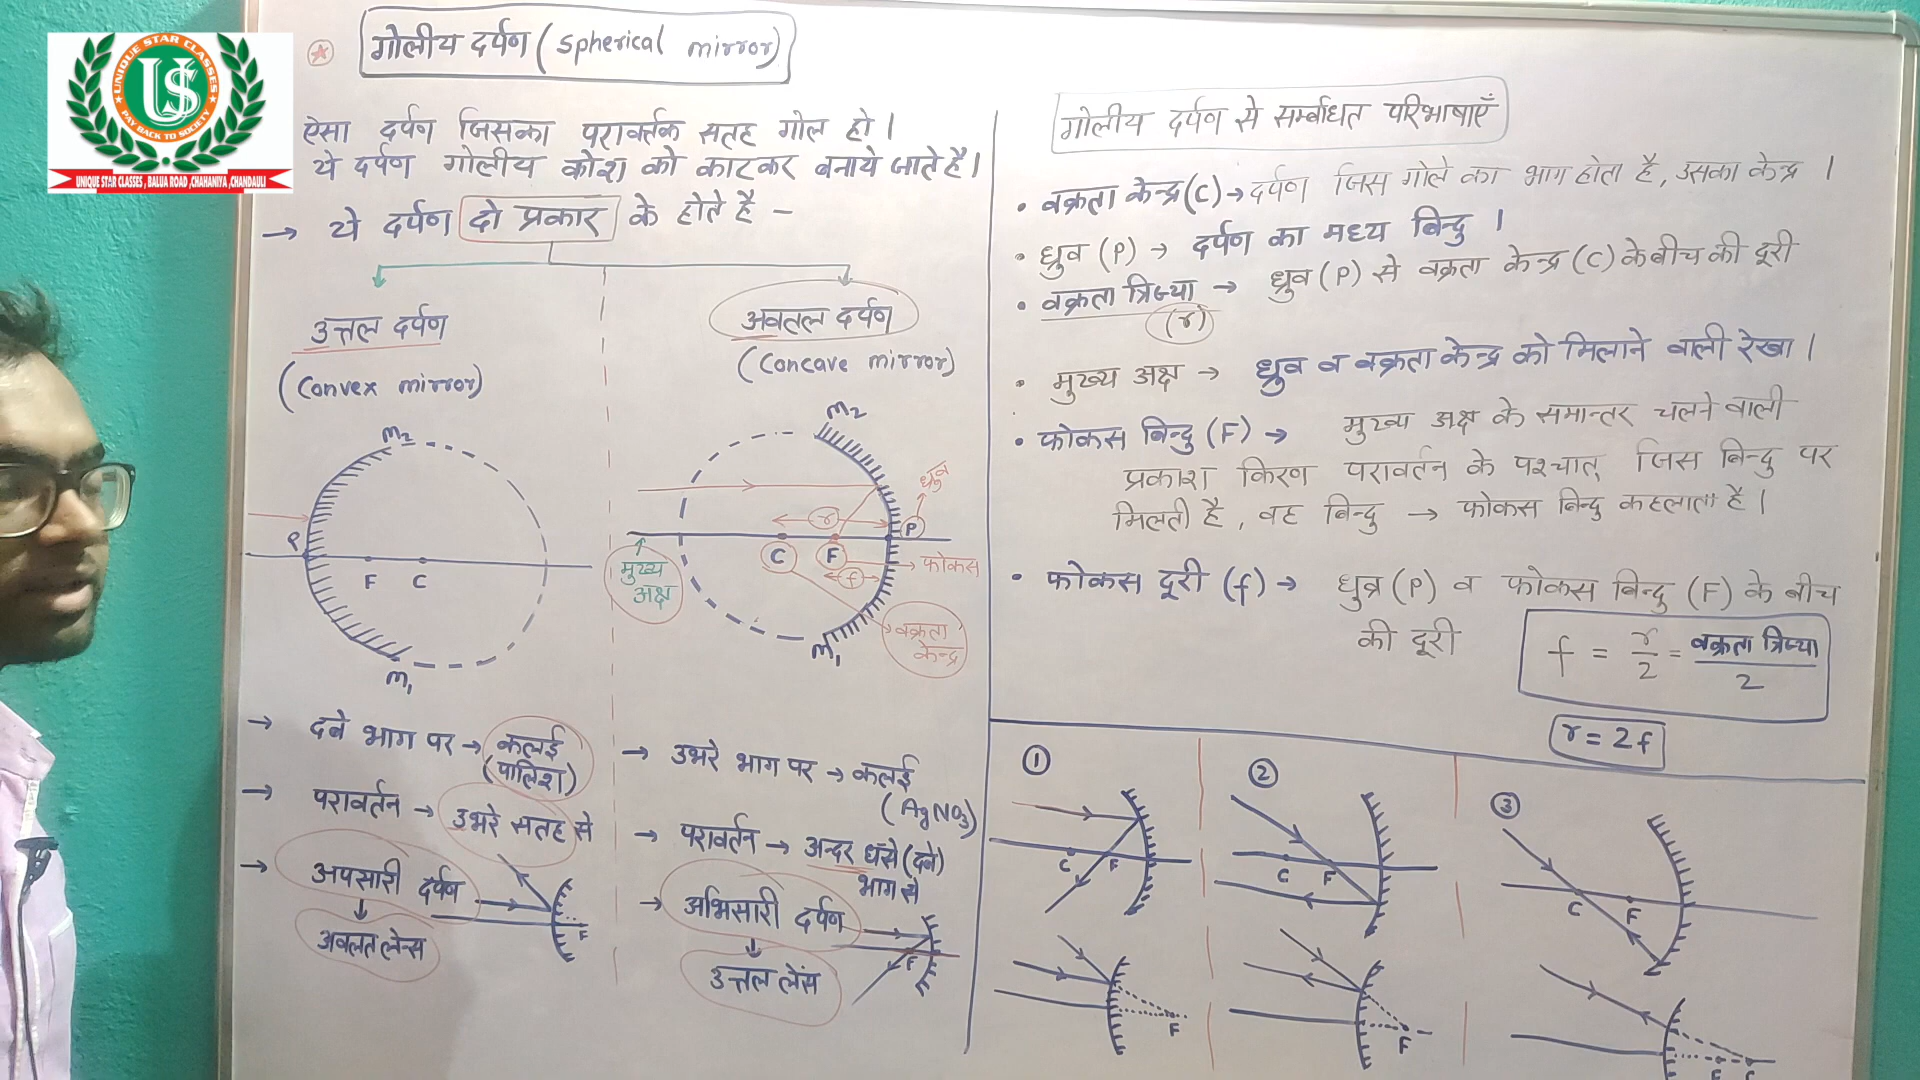 UNIQUE STAR CLASSES
US
PAY BACK TO SOCIETY
UNIQUE STAR CLASSES , BALUA ROAD ,CHAHANIYA ,CHANDAULI
गोलीय दर्पण ( Spherical mirror)
ऐसा दर्पण जिसका परावर्तक सतह गोल हो ।
ये दर्पण गोलीय कोश को काटकर बनाये जाते है।
→ ये दर्पण दो प्रकार के होते है –
उत्तल दर्पण
(Convex mirror)
M2
P
F C
M1
→ दबे भाग पर → कलई
(पालिश)
→ परावर्तन → उभरे सतह से
→ अपसारी दर्पण
↓
अवलत लेन्स
F
अवतल दर्पण
(Concave mirror)
M2
ध्रुव
r
P
C F
f
→ फोकस
मुख्य
अक्ष
वक्रता
केन्द्र
M1
→ उभरे भाग पर → कलई
(AgNO3)
→ परावर्तन → अन्दर धंसे (दबे)
भाग से
→ अभिसारी दर्पण
↓
उत्तल लेंस
F
गोलीय दर्पण से सम्बंधित परिभाषाएँ
• वक्रता केन्द्र(C)→ दर्पण जिस गोले का भाग होता है, उसका केन्द्र ।
• ध्रुव (P) → दर्पण का मध्य बिन्दु ।
• वक्रता त्रिज्या → ध्रुव (P) से वक्रता केन्द्र (C) के बीच की दूरी
(r)
• मुख्य अक्ष → ध्रुव व वक्रता केन्द्र को मिलाने वाली रेखा ।
• फोकस बिन्दु (F) → मुख्य अक्ष के समान्तर चलने वाली
प्रकाश किरण परावर्तन के पश्चात् जिस बिन्दु पर
मिलती है, वह बिन्दु → फोकस बिन्दु कहलाता है ।
• फोकस दूरी (f) → ध्रुव (P) व फोकस बिन्दु (F) के बीच
की दूरी
f = r/2 = वक्रता त्रिज्या/2
r = 2f
① ② ③
C F
C F
C F
F
F
F C